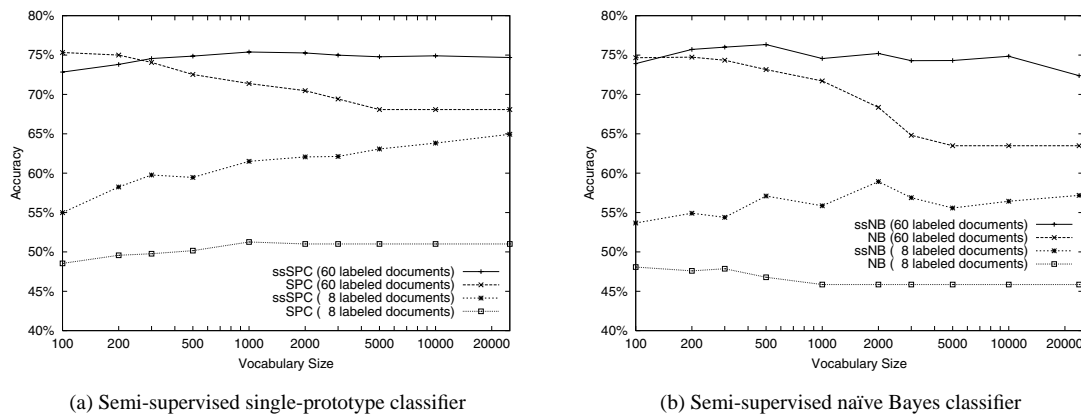 80%
75%
70%
65%
60%
55%
50%
45%
40%
Accuracy
ssSPC (60 labeled documents)
SPC (60 labeled documents)
ssSPC ( 8 labeled documents)
SPC ( 8 labeled documents)
100 200 500 1000 2000 5000 10000 20000
Vocabulary Size
(a) Semi-supervised single-prototype classifier
80%
75%
70%
65%
60%
55%
50%
45%
40%
Accuracy
ssNB (60 labeled documents)
NB (60 labeled documents)
ssNB ( 8 labeled documents)
NB ( 8 labeled documents)
100 200 500 1000 2000 5000 10000 20000
Vocabulary Size
(b) Semi-supervised naïve Bayes classifier